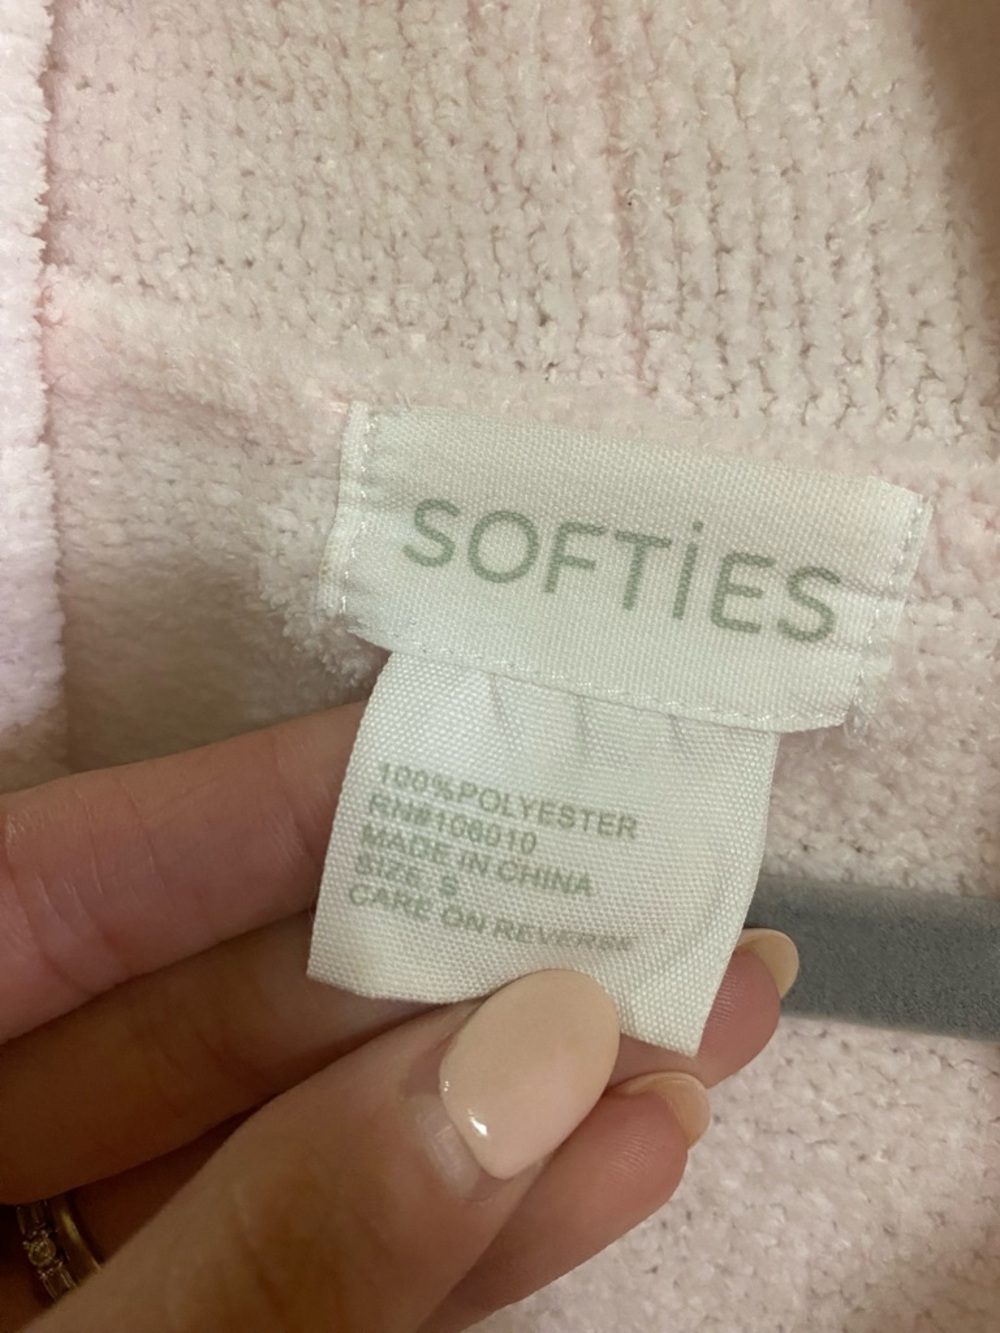 SOFTiES
100%POLYESTER
RN#106010
MADE IN CHINA
SIZE: S
CARE ON REVERSE